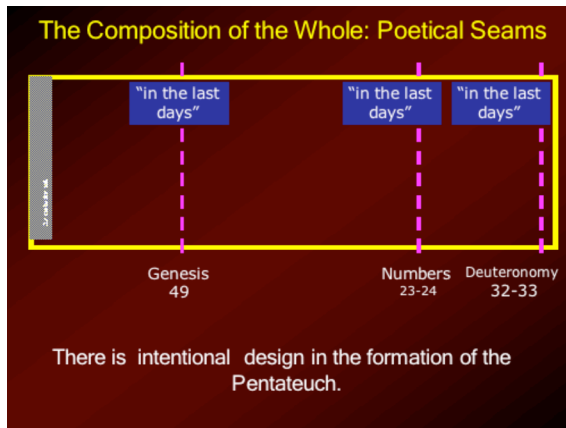 The Composition of the Whole: Poetical Seams
“in the last
days”
“in the last
days”
“in the last
days”
Genesis
49
Numbers
23-24
Deuteronomy
32-33
There is intentional design in the formation of the
Pentateuch.